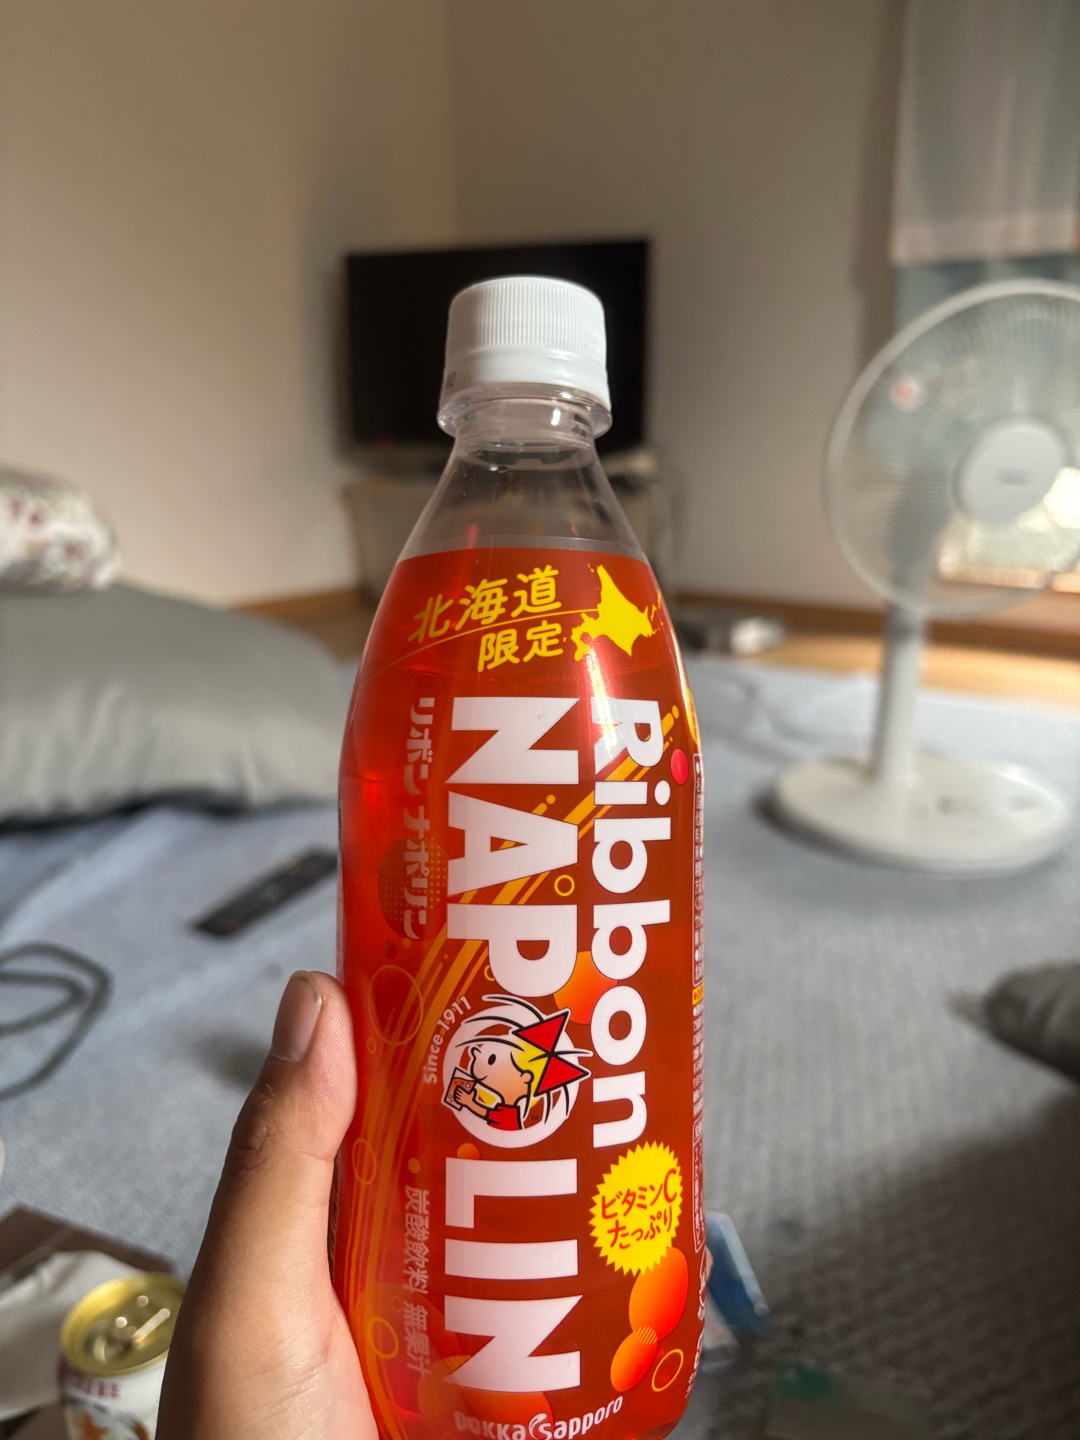 北海道
限定
Ribbon
NAPOLIN
リボン ナポリン
Since 1911
ビタミンC
たっぷり
炭酸飲料 無果汁
pokka sapporo